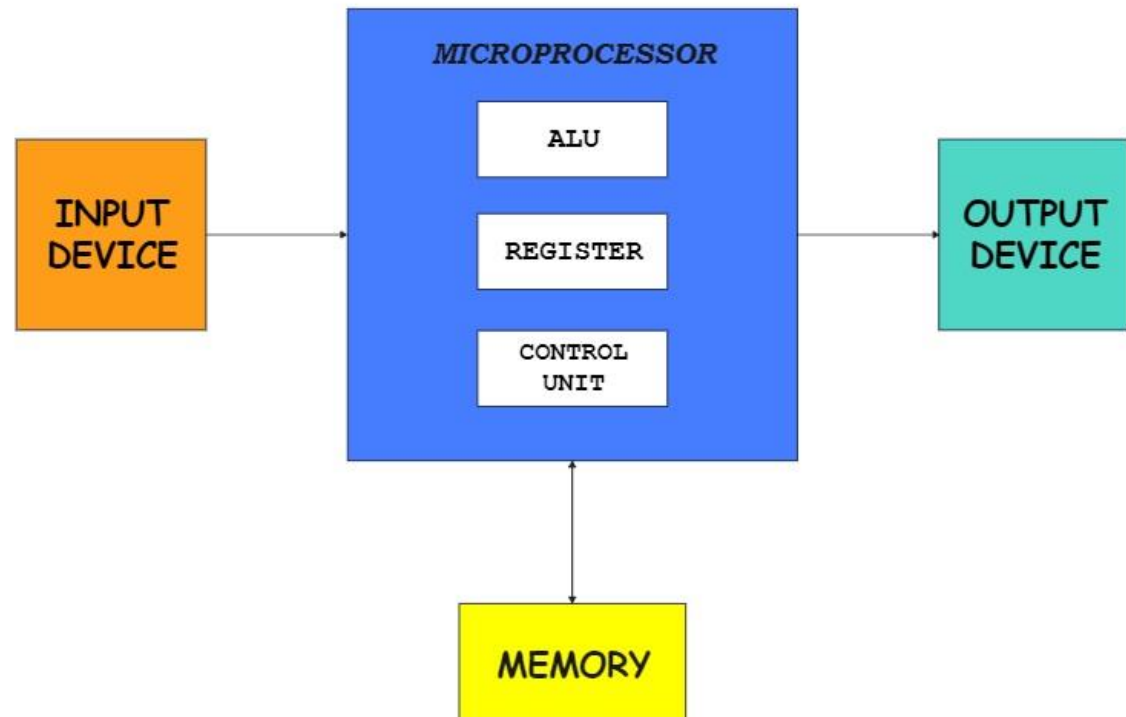 MICROPROCESSOR
ALU
INPUT
DEVICE
REGISTER
OUTPUT
DEVICE
CONTROL
UNIT
MEMORY